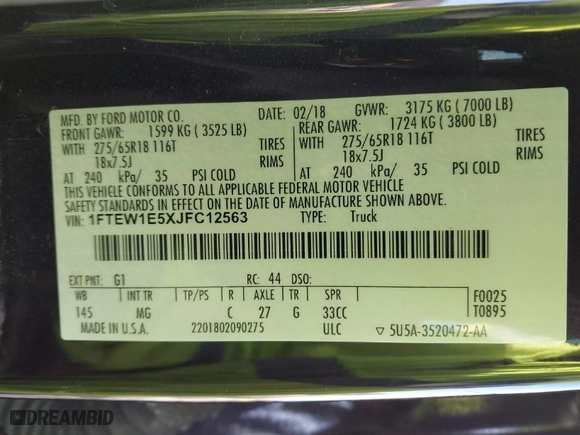 MFD. BY FORD MOTOR CO. DATE: 02/18 GVWR: 3175 KG ( 7000 LB)
FRONT GAWR: 1599 KG ( 3525 LB) REAR GAWR: 1724 KG ( 3800 LB)
WITH 275/65R18 116T TIRES WITH 275/65R18 116T TIRES
18x7.5J RIMS 18x7.5J RIMS
AT 240 kPa/ 35 PSI COLD AT 240 kPa/ 35 PSI COLD
THIS VEHICLE CONFORMS TO ALL APPLICABLE FEDERAL MOTOR VEHICLE
SAFETY STANDARDS IN EFFECT ON THE DATE OF MANUFACTURE SHOWN ABOVE.
VIN: 1FTEW1E5XJFC12563 TYPE: Truck
EXT PNT: G1 RC: 44 DSO:
WB INT TR TP/PS R AXLE TR SPR F0025
145 MG C 27 G 33CC T0895
MADE IN U.S.A. 2201802090275 ULC ▽ 5U5A-3520472-AA
DREAMBID